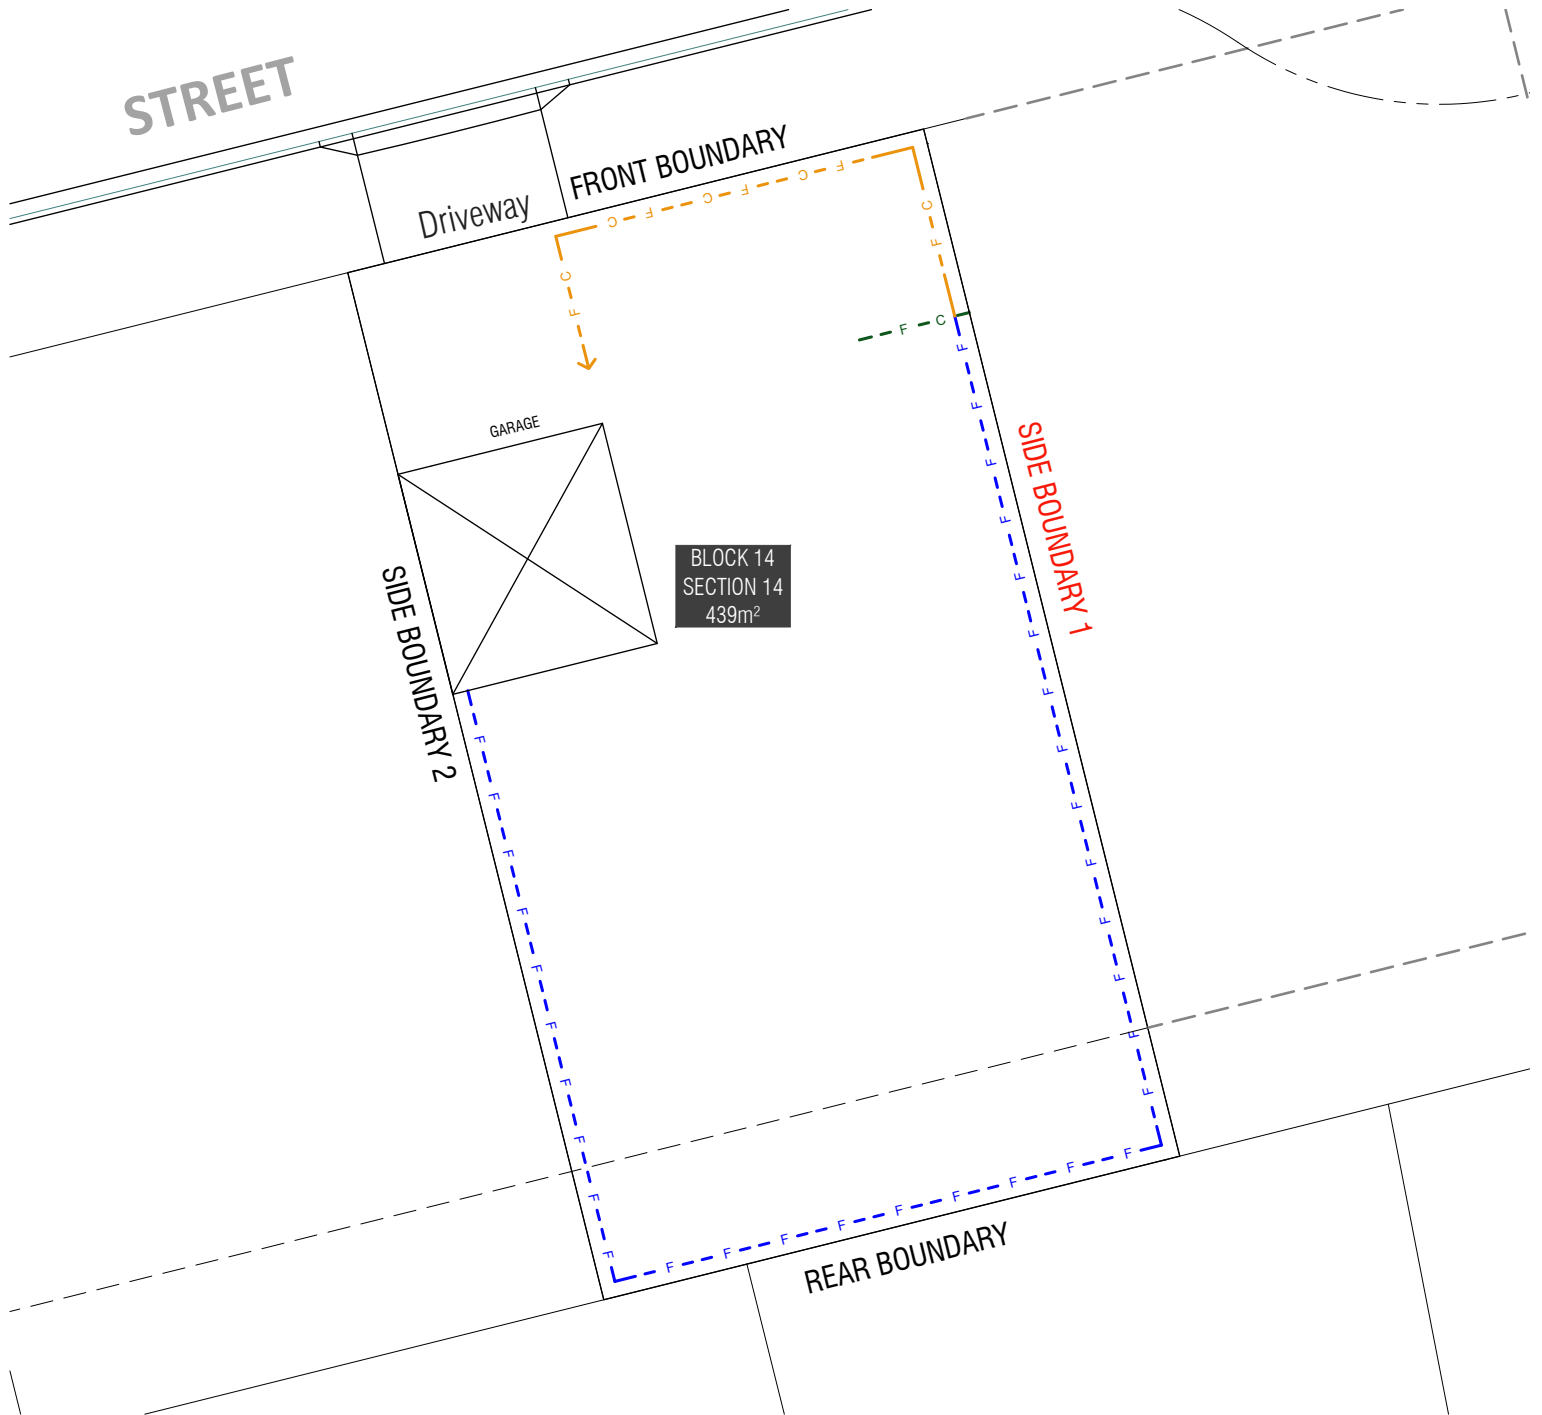 STREET
FRONT BOUNDARY
Driveway
C F C F C F
C F
C F
F C
GARAGE
BLOCK 14
SECTION 14
439m²
SIDE BOUNDARY 1
SIDE BOUNDARY 2
F F F F F F F F F F F F F F
F F F F F F F F F F
F F F F F F F F F
REAR BOUNDARY